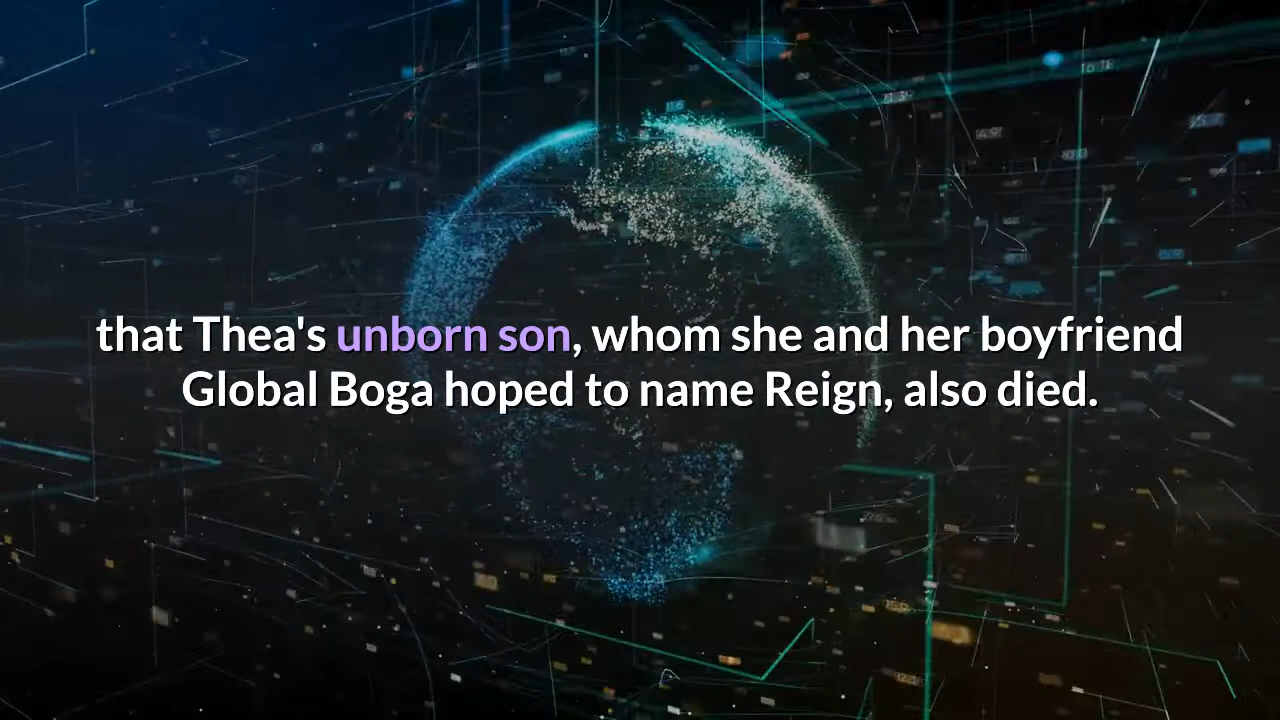 that Thea's unborn son, whom she and her boyfriend
Global Boga hoped to name Reign, also died.